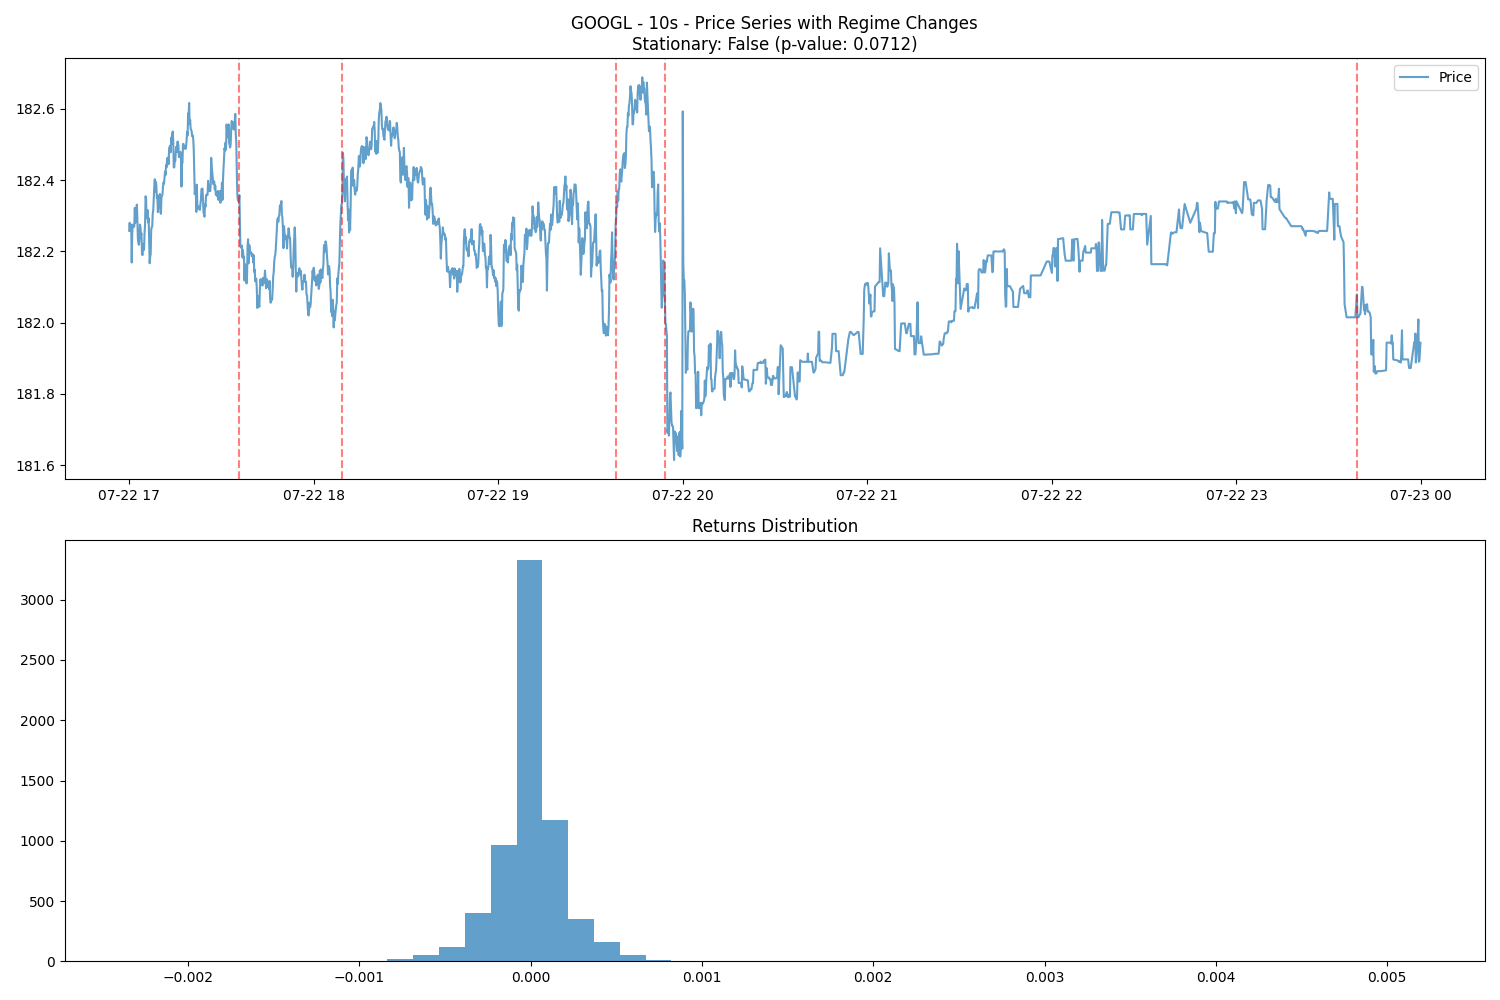 GOOGL - 10s - Price Series with Regime Changes
Stationary: False (p-value: 0.0712)
Price
182.6
182.4
182.2
182.0
181.8
181.6
07-22 17 07-22 18 07-22 19 07-22 20 07-22 21 07-22 22 07-22 23 07-23 00
Returns Distribution
3000
2500
2000
1500
1000
500
0
−0.002 −0.001 0.000 0.001 0.002 0.003 0.004 0.005